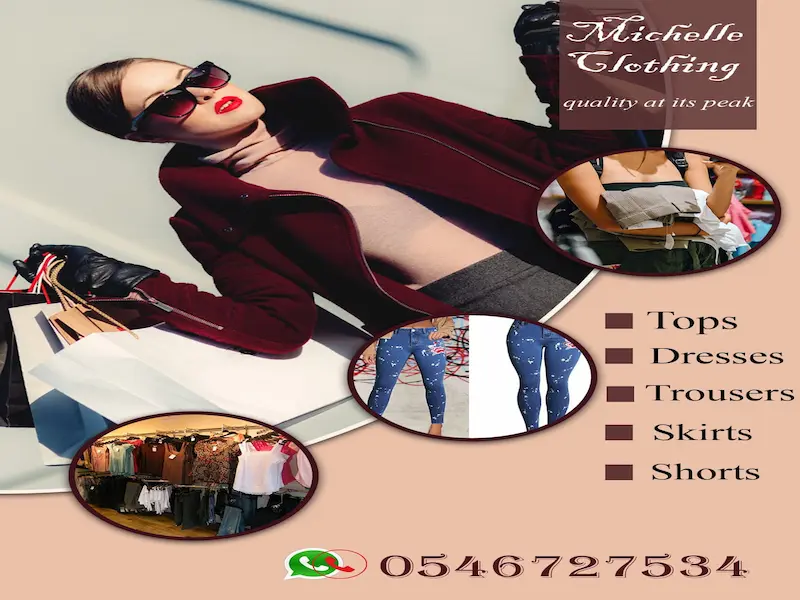 Michelle
Clothing
quality at its peak
Tops
Dresses
Trousers
Skirts
Shorts
0546727534